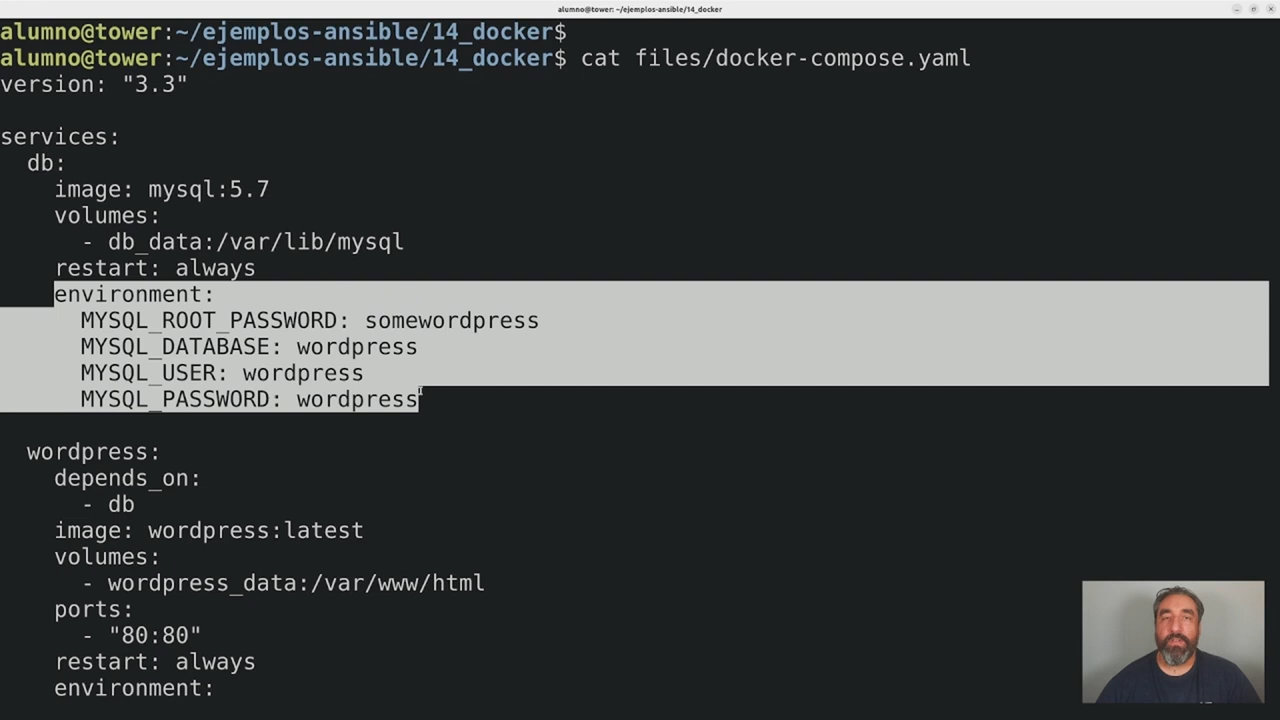 alumno@tower: ~/ejemplos-ansible/14_docker
alumno@tower:~/ejemplos-ansible/14_docker$
alumno@tower:~/ejemplos-ansible/14_docker$ cat files/docker-compose.yaml
version: "3.3"
services:
  db:
    image: mysql:5.7
    volumes:
      - db_data:/var/lib/mysql
    restart: always
    environment:
      MYSQL_ROOT_PASSWORD: somewordpress
      MYSQL_DATABASE: wordpress
      MYSQL_USER: wordpress
      MYSQL_PASSWORD: wordpress
  wordpress:
    depends_on:
      - db
    image: wordpress:latest
    volumes:
      - wordpress_data:/var/www/html
    ports:
      - "80:80"
    restart: always
    environment: